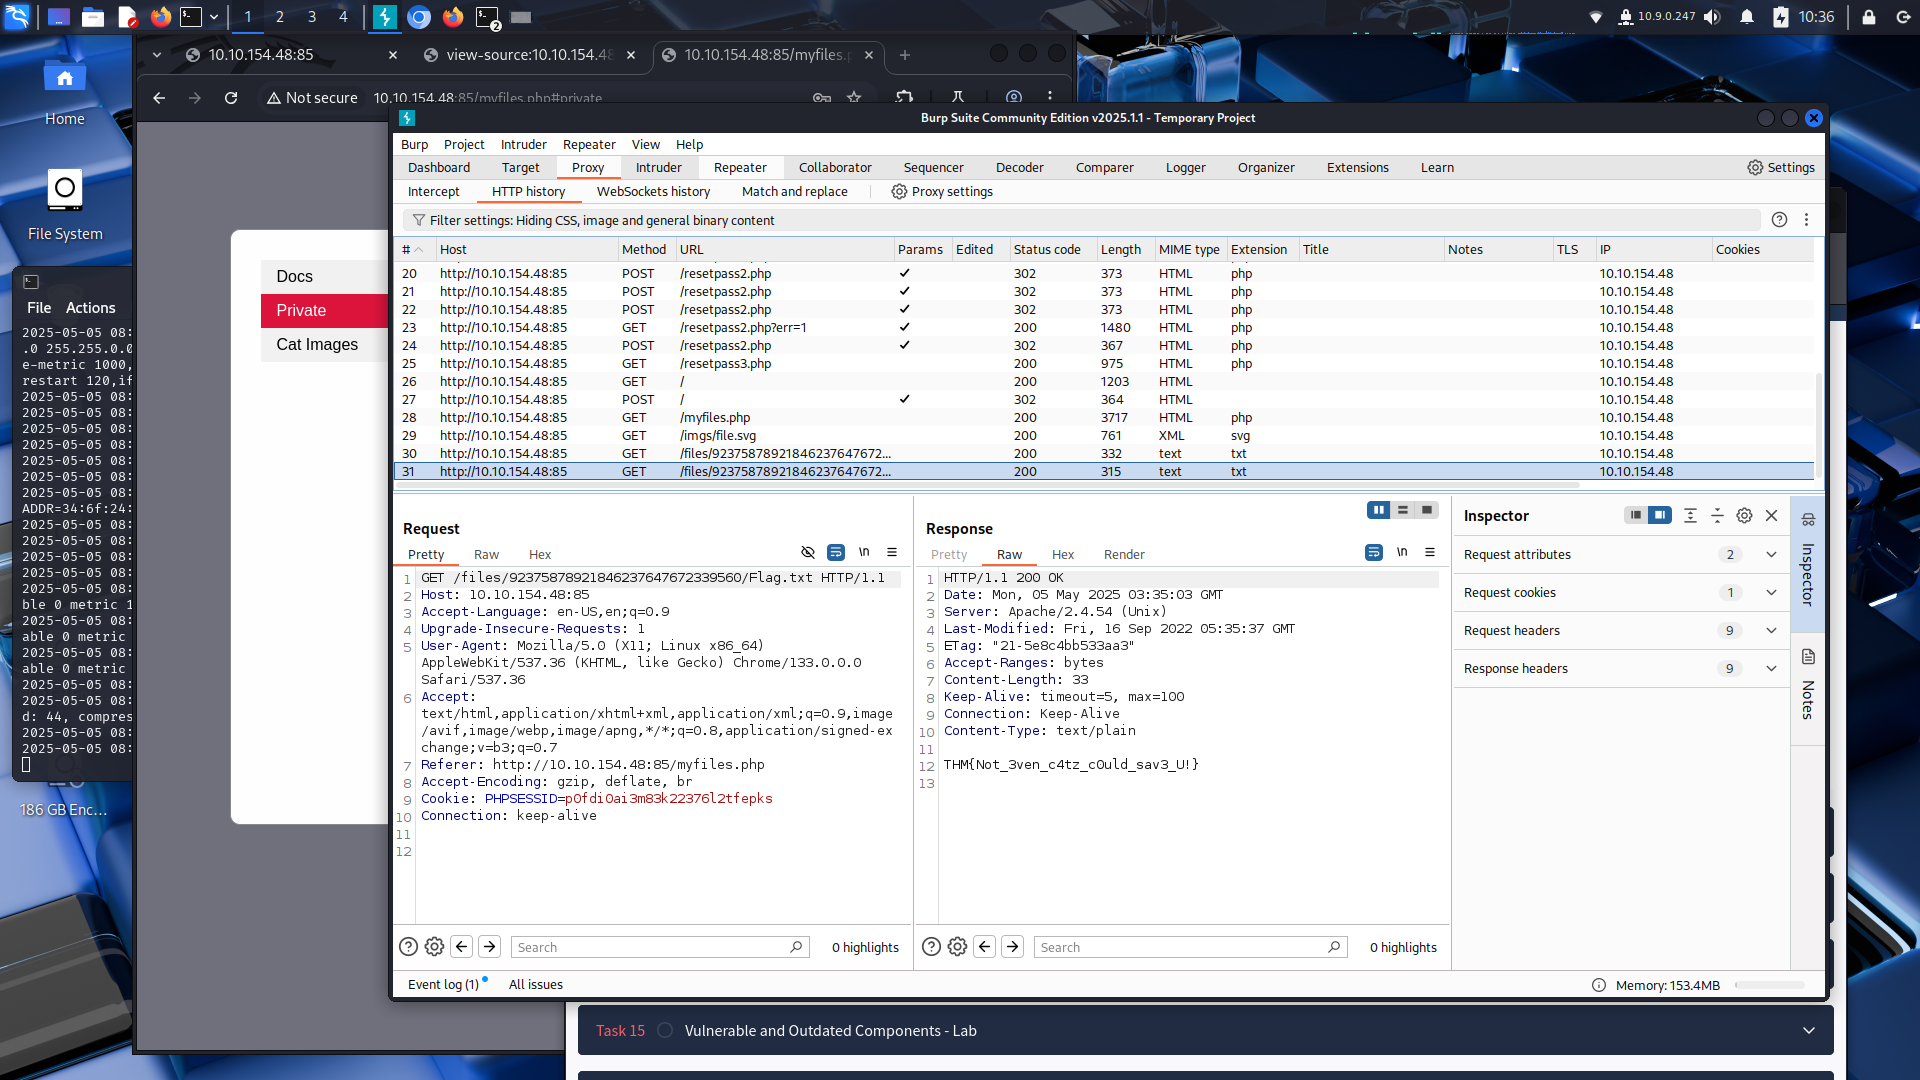 1 2 3 4
2
10.9.0.247
10:36
10.10.154.48:85
view-source:10.10.154.48
10.10.154.48:85/myfiles.p
Not secure
10.10.154.48:85/myfiles.php#private
Home
File System
186 GB Enc...
Docs
Private
Cat Images
File Actions
2025-05-05 08:
.0 255.255.0.0
e-metric 1000,
restart 120,if
2025-05-05 08:
2025-05-05 08:
2025-05-05 08:
2025-05-05 08:
2025-05-05 08:
2025-05-05 08:
2025-05-05 08:
ADDR=34:6f:24:
2025-05-05 08:
2025-05-05 08:
2025-05-05 08:
2025-05-05 08:
2025-05-05 08:
ble 0 metric 1
2025-05-05 08:
able 0 metric
2025-05-05 08:
able 0 metric
2025-05-05 08:
2025-05-05 08:
d: 44, compres
2025-05-05 08:
2025-05-05 08:
Burp Suite Community Edition v2025.1.1 - Temporary Project
Burp Project Intruder Repeater View Help
Dashboard Target Proxy Intruder Repeater Collaborator Sequencer Decoder Comparer Logger Organizer Extensions Learn Settings
Intercept HTTP history WebSockets history Match and replace Proxy settings
Filter settings: Hiding CSS, image and general binary content
# Host Method URL Params Edited Status code Length MIME type Extension Title Notes TLS IP Cookies
20 http://10.10.154.48:85 POST /resetpass2.php ✓ 302 373 HTML php 10.10.154.48
21 http://10.10.154.48:85 POST /resetpass2.php ✓ 302 373 HTML php 10.10.154.48
22 http://10.10.154.48:85 POST /resetpass2.php ✓ 302 373 HTML php 10.10.154.48
23 http://10.10.154.48:85 GET /resetpass2.php?err=1 ✓ 200 1480 HTML php 10.10.154.48
24 http://10.10.154.48:85 POST /resetpass2.php ✓ 302 367 HTML php 10.10.154.48
25 http://10.10.154.48:85 GET /resetpass3.php 200 975 HTML php 10.10.154.48
26 http://10.10.154.48:85 GET / 200 1203 HTML 10.10.154.48
27 http://10.10.154.48:85 POST / ✓ 302 364 HTML 10.10.154.48
28 http://10.10.154.48:85 GET /myfiles.php 200 3717 HTML php 10.10.154.48
29 http://10.10.154.48:85 GET /imgs/file.svg 200 761 XML svg 10.10.154.48
30 http://10.10.154.48:85 GET /files/92375878921846237647672... 200 332 text txt 10.10.154.48
31 http://10.10.154.48:85 GET /files/92375878921846237647672... 200 315 text txt 10.10.154.48
Request
Pretty Raw Hex
\n
1 GET /files/92375878921846237647672339560/Flag.txt HTTP/1.1
2 Host: 10.10.154.48:85
3 Accept-Language: en-US,en;q=0.9
4 Upgrade-Insecure-Requests: 1
5 User-Agent: Mozilla/5.0 (X11; Linux x86_64)
AppleWebKit/537.36 (KHTML, like Gecko) Chrome/133.0.0.0
Safari/537.36
6 Accept:
text/html,application/xhtml+xml,application/xml;q=0.9,image
/avif,image/webp,image/apng,*/*;q=0.8,application/signed-ex
change;v=b3;q=0.7
7 Referer: http://10.10.154.48:85/myfiles.php
8 Accept-Encoding: gzip, deflate, br
9 Cookie: PHPSESSID=p0fdi0ai3m83k22376l2tfepks
10 Connection: keep-alive
11
12
Search
0 highlights
Response
Pretty Raw Hex Render
\n
1 HTTP/1.1 200 OK
2 Date: Mon, 05 May 2025 03:35:03 GMT
3 Server: Apache/2.4.54 (Unix)
4 Last-Modified: Fri, 16 Sep 2022 05:35:37 GMT
5 ETag: "21-5e8c4bb533aa3"
6 Accept-Ranges: bytes
7 Content-Length: 33
8 Keep-Alive: timeout=5, max=100
9 Connection: Keep-Alive
10 Content-Type: text/plain
11
12 THM{Not_3ven_c4tz_c0uld_sav3_U!}
13
Search
0 highlights
Inspector
Request attributes 2
Request cookies 1
Request headers 9
Response headers 9
Inspector
Notes
Event log (1) All issues
Memory: 153.4MB
Task 15 Vulnerable and Outdated Components - Lab